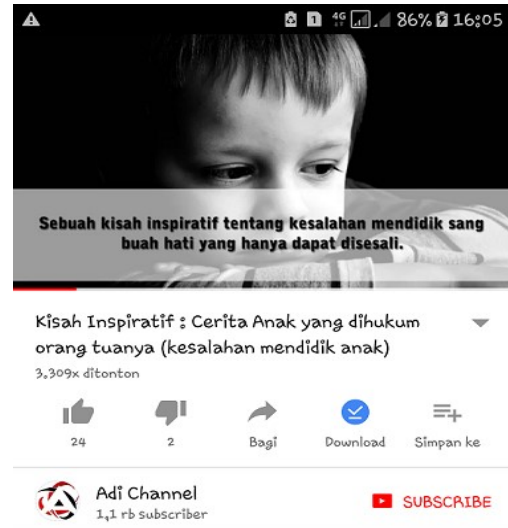 4G 86% 16:05
Sebuah kisah inspiratif tentang kesalahan mendidik sang
buah hati yang hanya dapat disesali.
Kisah Inspiratif : Cerita Anak yang dihukum
orang tuanya (kesalahan mendidik anak)
3,309x ditonton
24 2 Bagi Download Simpan ke
Adi Channel SUBSCRIBE
1,1 rb subscriber